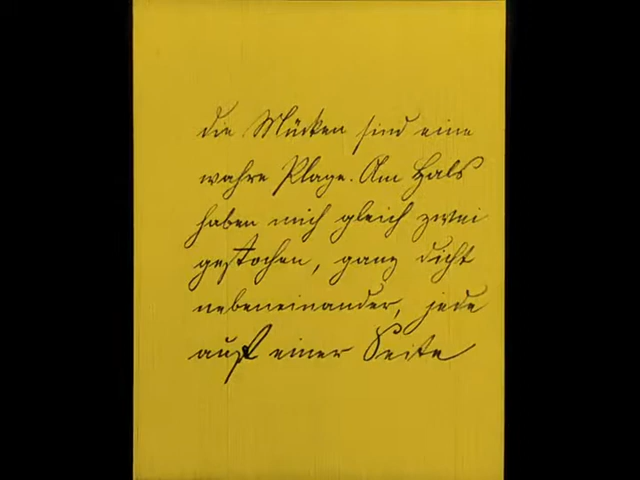 die Mücken sind eine
wahre Plage. Am Hals
haben mich gleich zwei
gestochen, ganz dicht
nebeneinander, jede
auf einer Seite